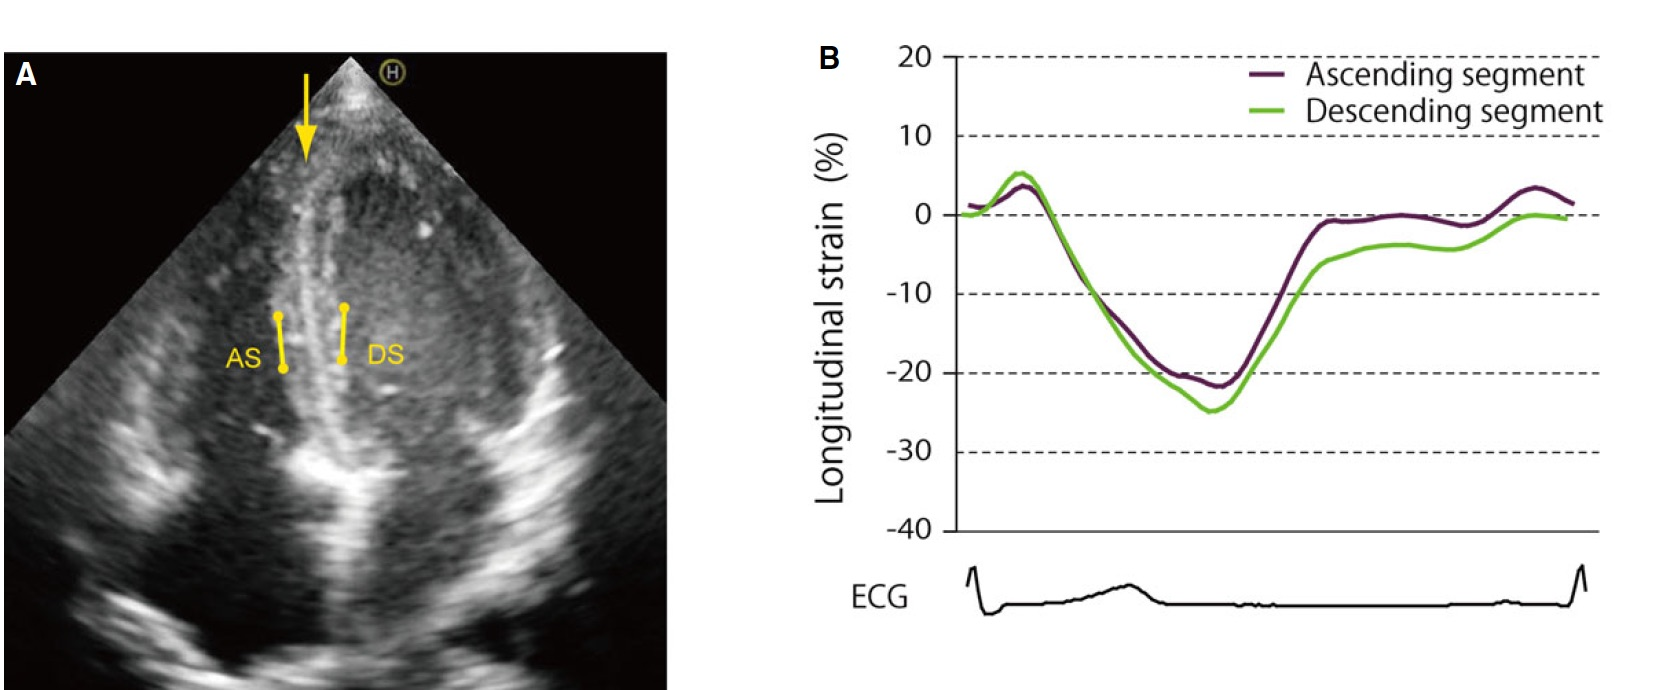 A
H
AS
DS
B
Longitudinal strain (%)
20
10
0
-10
-20
-30
-40
Ascending segment
Descending segment
ECG